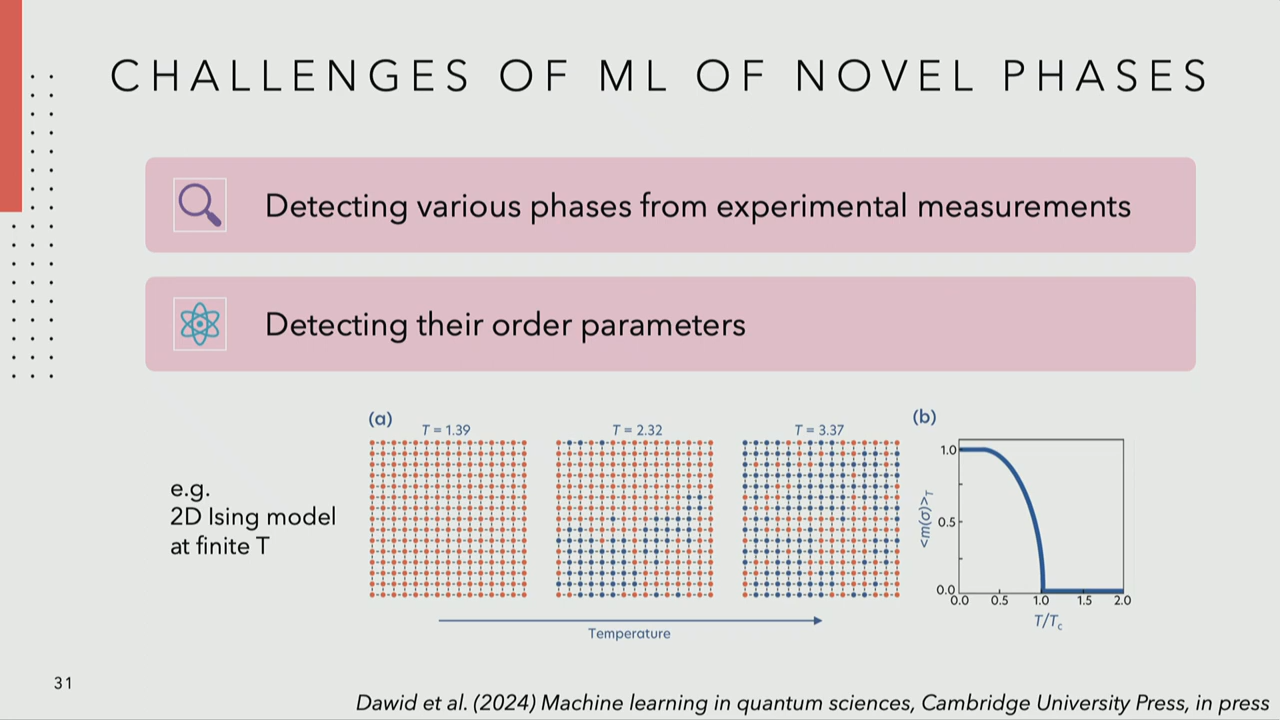 CHALLENGES OF ML OF NOVEL PHASES
Detecting various phases from experimental measurements
Detecting their order parameters
e.g.
2D Ising model
at finite T
(a)
T = 1.39
T = 2.32
T = 3.37
Temperature
(b)
<m(σ)>T
1.0
0.5
0.0
0.0 0.5 1.0 1.5 2.0
T/Tc
31
Dawid et al. (2024) Machine learning in quantum sciences, Cambridge University Press, in press